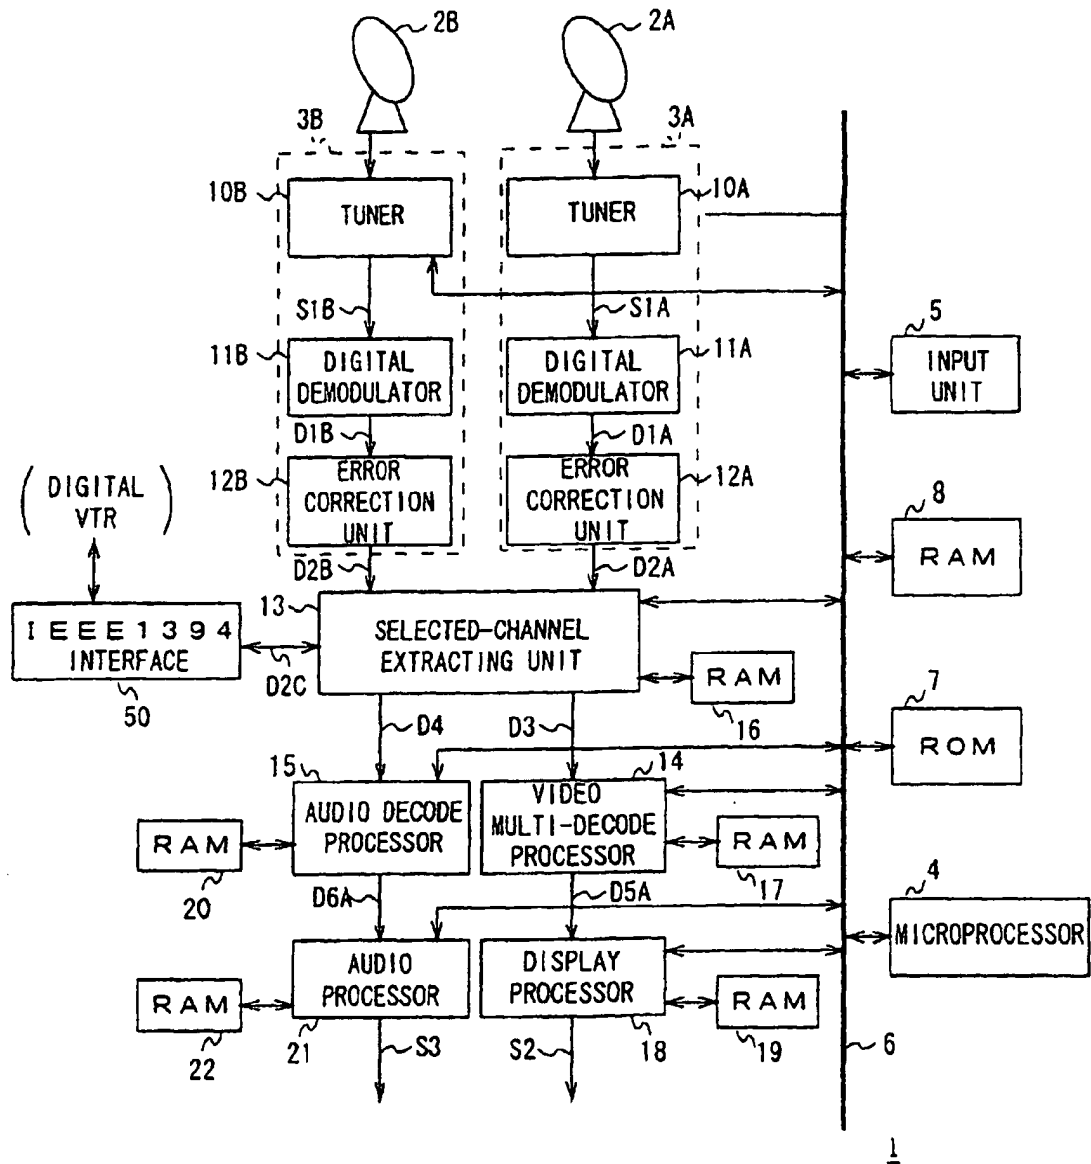 2B
2A
3B
3A
10B
TUNER
TUNER
10A
S1B
S1A
11B
DIGITAL
DEMODULATOR
DIGITAL
DEMODULATOR
11A
5
INPUT
UNIT
D1B
D1A
12B
ERROR
CORRECTION
UNIT
ERROR
CORRECTION
UNIT
12A
( DIGITAL
VTR )
8
RAM
D2B
D2A
13
SELECTED-CHANNEL
EXTRACTING UNIT
IEEE1394
INTERFACE
50
D2C
RAM
16
7
ROM
D4
D3
15
AUDIO DECODE
PROCESSOR
14
VIDEO
MULTI-DECODE
PROCESSOR
RAM
20
RAM
17
D6A
D5A
4
MICROPROCESSOR
AUDIO
PROCESSOR
21
DISPLAY
PROCESSOR
18
RAM
22
RAM
19
S3
S2
6
1